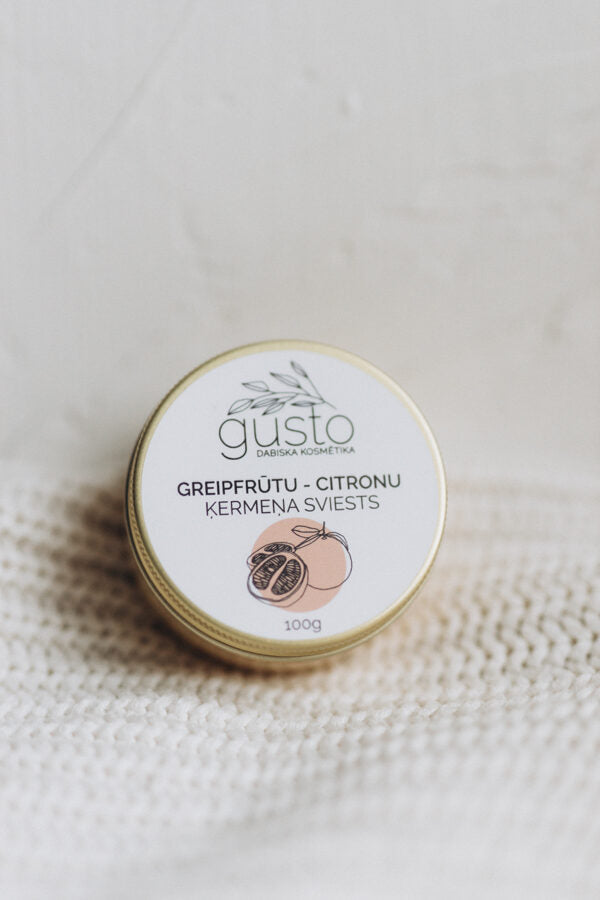 gusto
DABISKA KOSMĒTIKA
GREIPFRŪTU - CITRONU
ĶERMEŅA SVIESTS
100g